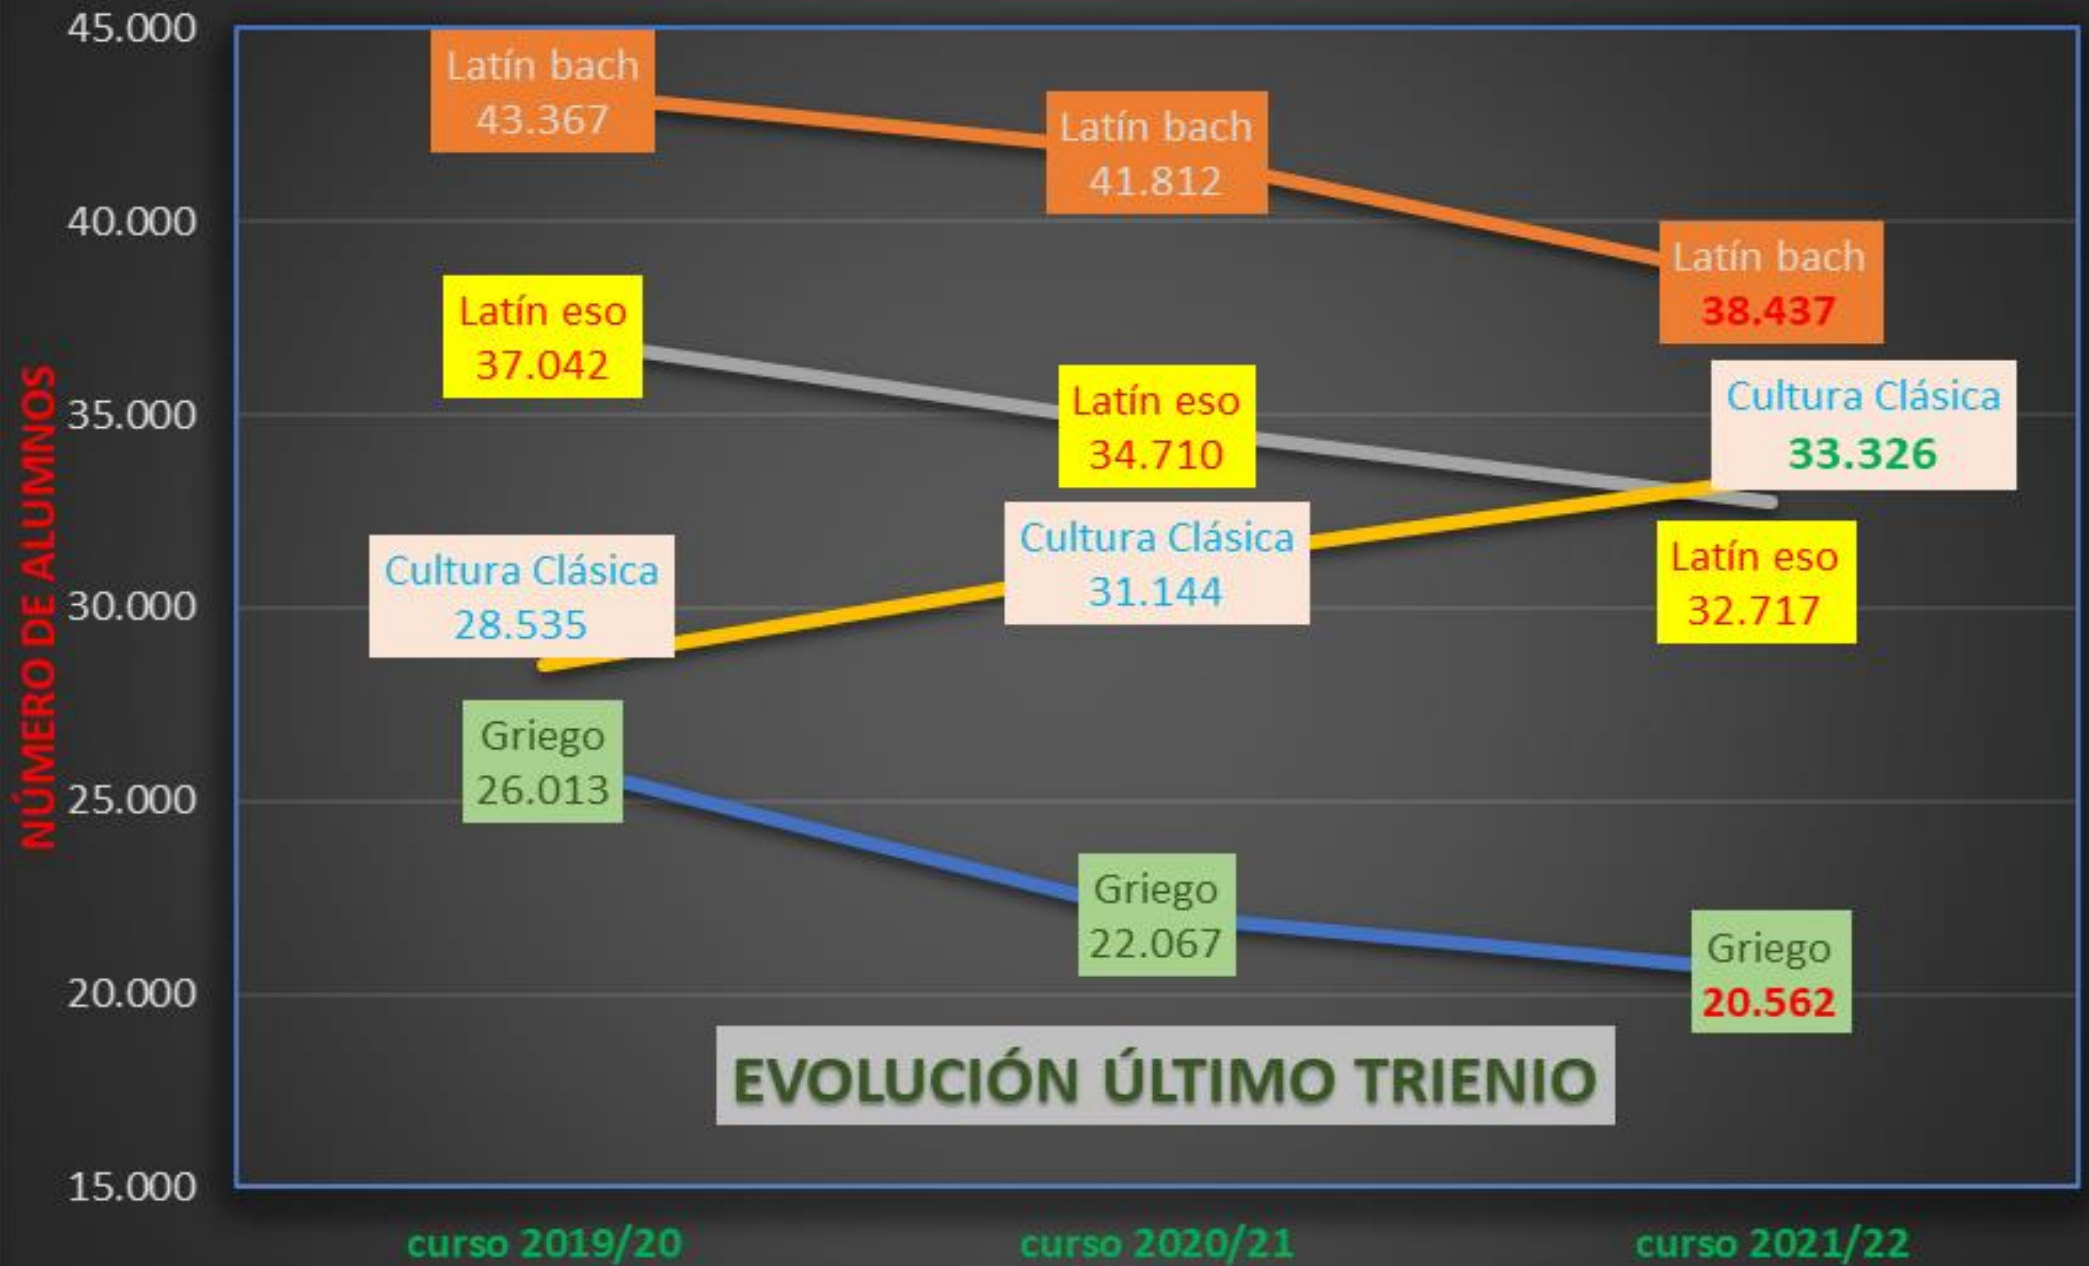 45.000
40.000
35.000
30.000
25.000
20.000
15.000
NÚMERO DE ALUMNOS
Latín bach
43.367
Latín bach
41.812
Latín bach
38.437
Latín eso
37.042
Latín eso
34.710
Cultura Clásica
33.326
Cultura Clásica
28.535
Cultura Clásica
31.144
Latín eso
32.717
Griego
26.013
Griego
22.067
Griego
20.562
EVOLUCIÓN ÚLTIMO TRIENIO
curso 2019/20
curso 2020/21
curso 2021/22